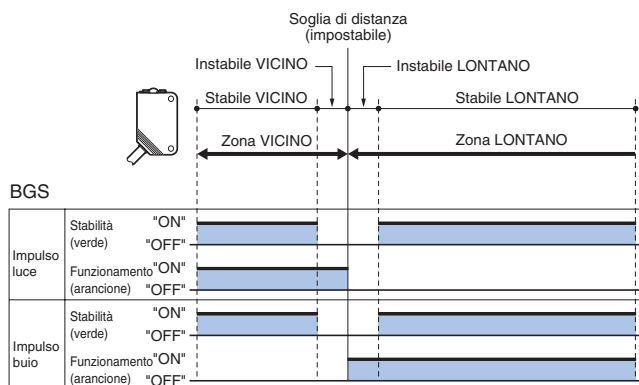 Soglia di distanza
(impostabile)
Instabile VICINO
Instabile LONTANO
Stabile VICINO
Stabile LONTANO
Zona VICINO
Zona LONTANO
BGS
Impulso
luce
Stabilità
(verde)
"ON"
"OFF"
Funzionamento
(arancione)
"ON"
"OFF"
Impulso
buio
Stabilità
(verde)
"ON"
"OFF"
Funzionamento
(arancione)
"ON"
"OFF"